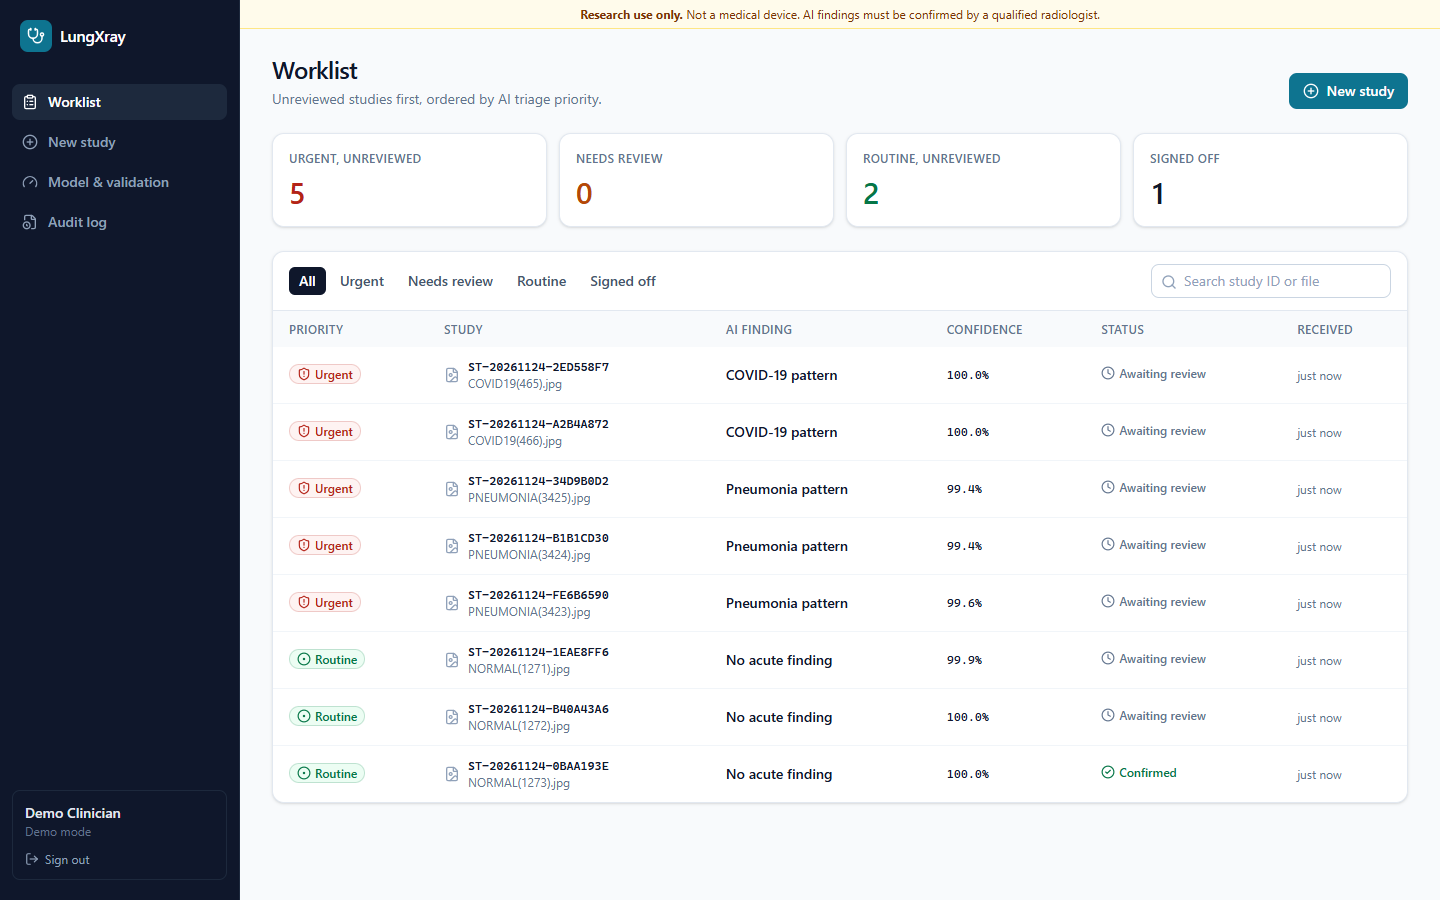 LungXray
Worklist
New study
Model & validation
Audit log
Demo Clinician
Demo mode
Sign out
Research use only. Not a medical device. AI findings must be confirmed by a qualified radiologist.
Worklist
Unreviewed studies first, ordered by AI triage priority.
New study
URGENT, UNREVIEWED
5
NEEDS REVIEW
0
ROUTINE, UNREVIEWED
2
SIGNED OFF
1
All Urgent Needs review Routine Signed off Search study ID or file
PRIORITY STUDY AI FINDING CONFIDENCE STATUS RECEIVED
Urgent ST-20261124-2ED558F7 COVID-19 pattern 100.0% Awaiting review just now
COVID19(465).jpg
Urgent ST-20261124-A2B4A872 COVID-19 pattern 100.0% Awaiting review just now
COVID19(466).jpg
Urgent ST-20261124-34D9B0D2 Pneumonia pattern 99.4% Awaiting review just now
PNEUMONIA(3425).jpg
Urgent ST-20261124-B1B1CD30 Pneumonia pattern 99.4% Awaiting review just now
PNEUMONIA(3424).jpg
Urgent ST-20261124-FE6B6590 Pneumonia pattern 99.6% Awaiting review just now
PNEUMONIA(3423).jpg
Routine ST-20261124-1EAE8FF6 No acute finding 99.9% Awaiting review just now
NORMAL(1271).jpg
Routine ST-20261124-B40A43A6 No acute finding 100.0% Awaiting review just now
NORMAL(1272).jpg
Routine ST-20261124-0BAA193E No acute finding 100.0% Confirmed just now
NORMAL(1273).jpg